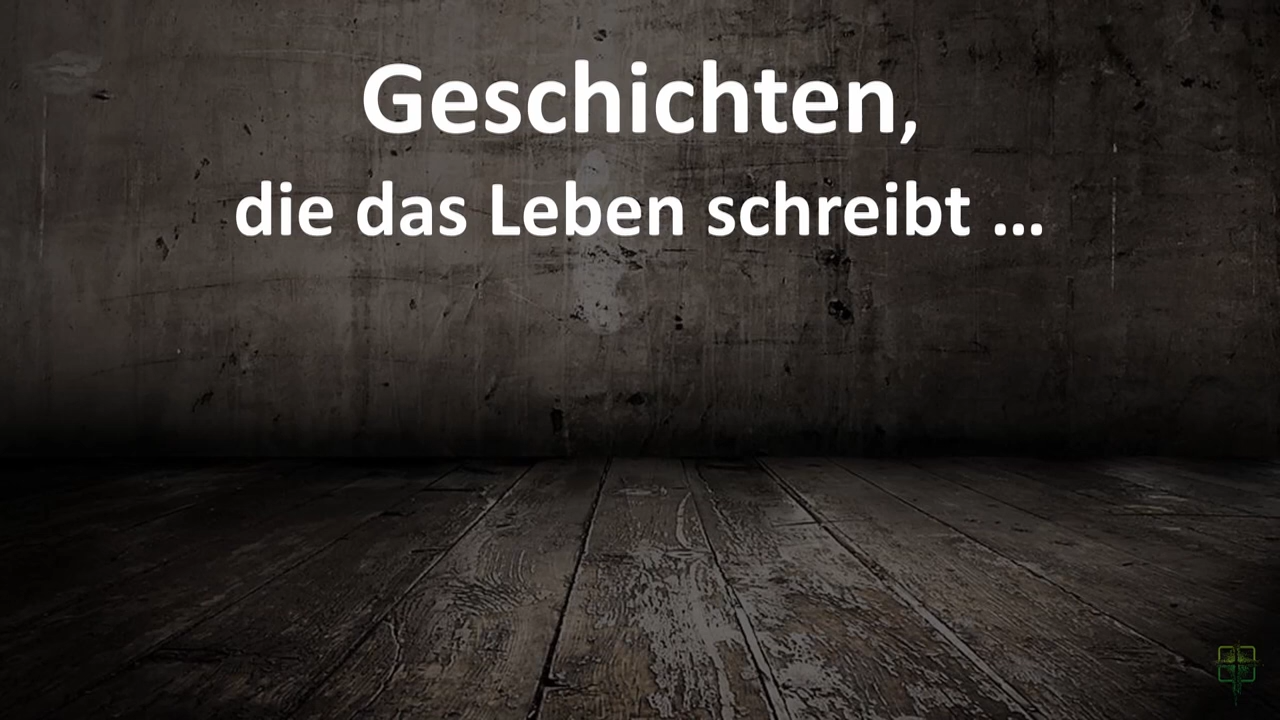 Geschichten,
die das Leben schreibt ...